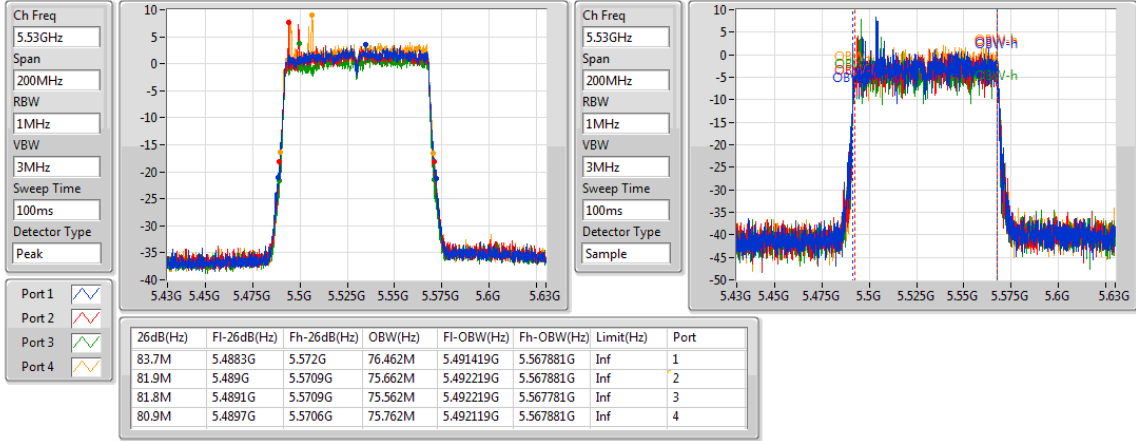 Ch Freq
5.53GHz
Span
200MHz
RBW
1MHz
VBW
3MHz
Sweep Time
100ms
Detector Type
Peak
Port 1
Port 2
Port 3
Port 4
10
5
0
-5
-10
-15
-20
-25
-30
-35
-40
5.43G 5.45G 5.475G 5.5G 5.525G 5.55G 5.575G 5.6G 5.63G
Ch Freq
5.53GHz
Span
200MHz
RBW
1MHz
VBW
3MHz
Sweep Time
100ms
Detector Type
Sample
10
5
0
-5
-10
-15
-20
-25
-30
-35
-40
-45
-50
OBW-h
OBW-h
5.43G 5.45G 5.475G 5.5G 5.525G 5.55G 5.575G 5.6G 5.63G
26dB(Hz) Fl-26dB(Hz) Fh-26dB(Hz) OBW(Hz) Fl-OBW(Hz) Fh-OBW(Hz) Limit(Hz) Port
83.7M 5.4883G 5.572G 76.462M 5.491419G 5.567881G Inf 1
81.9M 5.489G 5.5709G 75.662M 5.492219G 5.567881G Inf 2
81.8M 5.4891G 5.5709G 75.562M 5.492219G 5.567781G Inf 3
80.9M 5.4897G 5.5706G 75.762M 5.492119G 5.567881G Inf 4